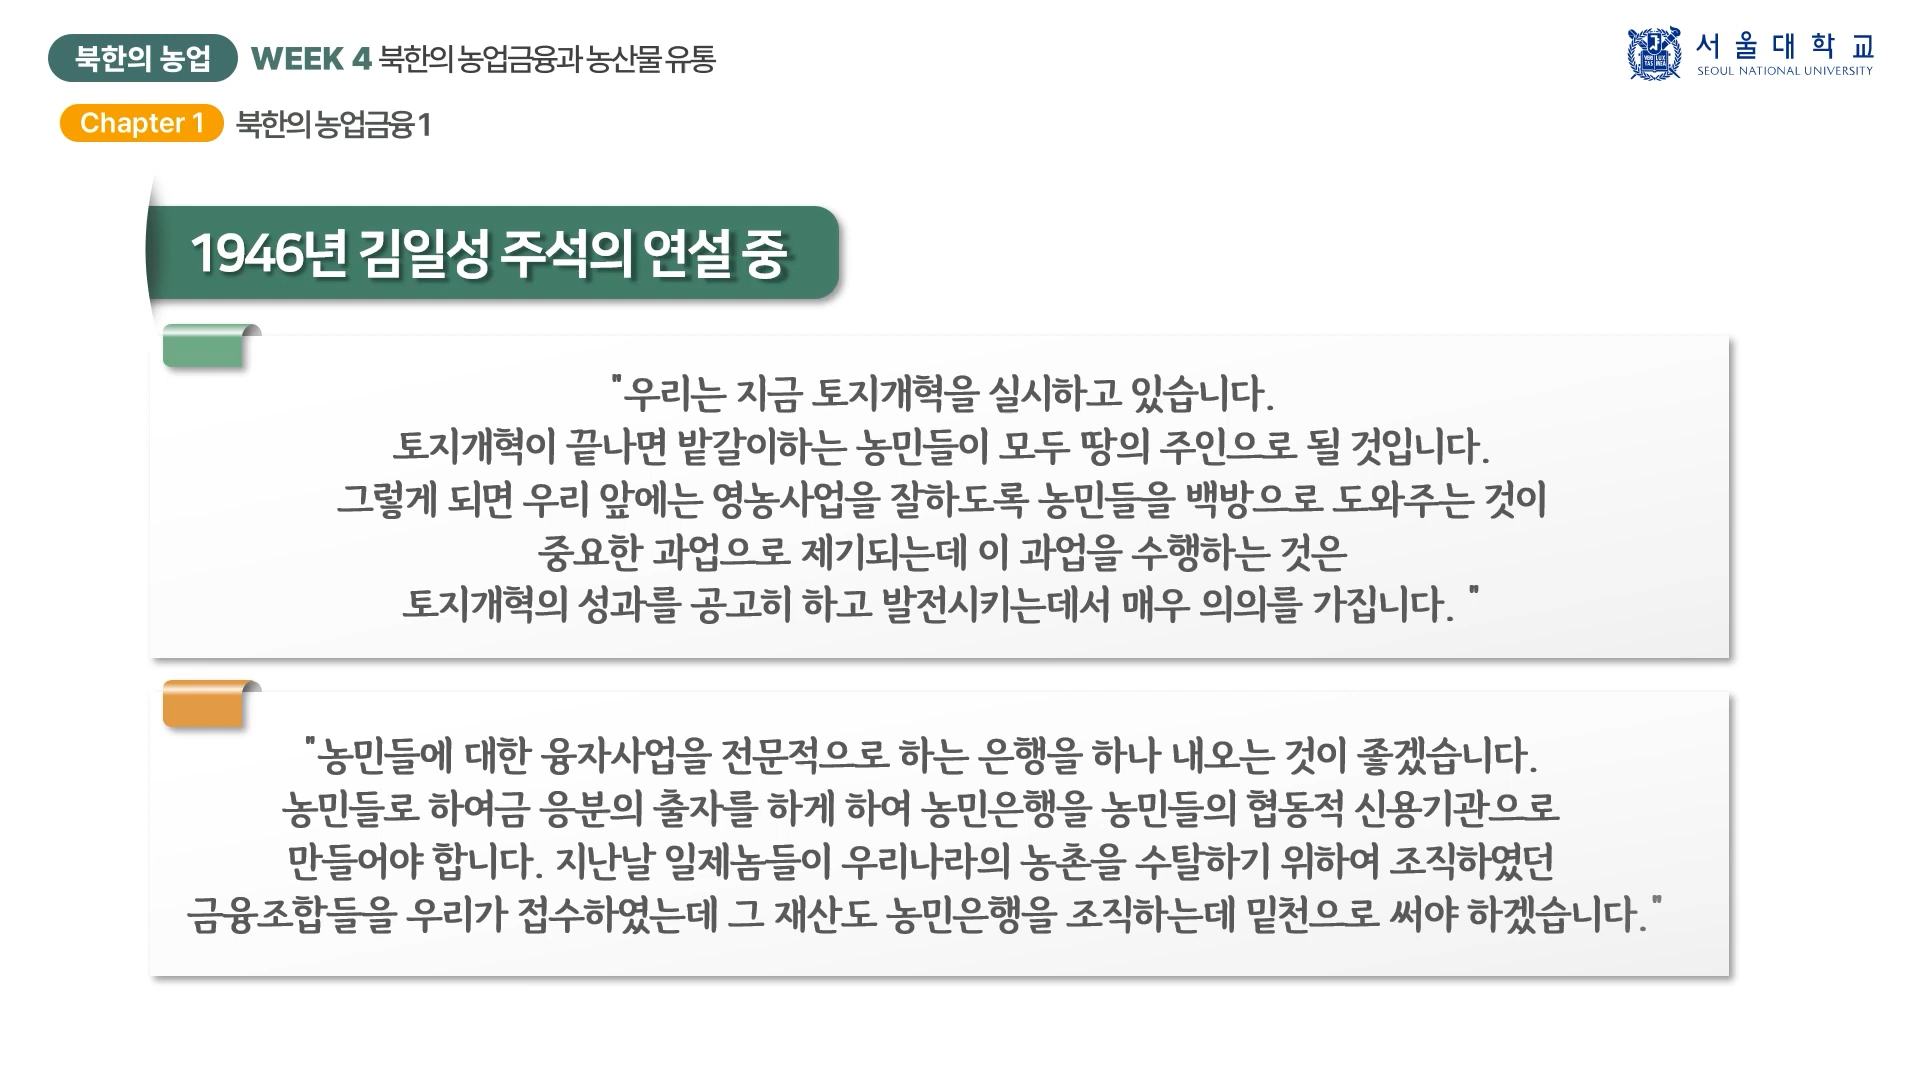 북한의 농업 WEEK 4 북한의 농업금융과 농산물 유통
서울대학교
SEOUL NATIONAL UNIVERSITY
Chapter 1 북한의 농업금융 1
1946년 김일성 주석의 연설 중
"우리는 지금 토지개혁을 실시하고 있습니다.
토지개혁이 끝나면 밭갈이하는 농민들이 모두 땅의 주인으로 될 것입니다.
그렇게 되면 우리 앞에는 영농사업을 잘하도록 농민들을 백방으로 도와주는 것이
중요한 과업으로 제기되는데 이 과업을 수행하는 것은
토지개혁의 성과를 공고히 하고 발전시키는데서 매우 의의를 가집니다. "
"농민들에 대한 융자사업을 전문적으로 하는 은행을 하나 내오는 것이 좋겠습니다.
농민들로 하여금 응분의 출자를 하게 하여 농민은행을 농민들의 협동적 신용기관으로
만들어야 합니다. 지난날 일제놈들이 우리나라의 농촌을 수탈하기 위하여 조직하였던
금융조합들을 우리가 접수하였는데 그 재산도 농민은행을 조직하는데 밑천으로 써야 하겠습니다."